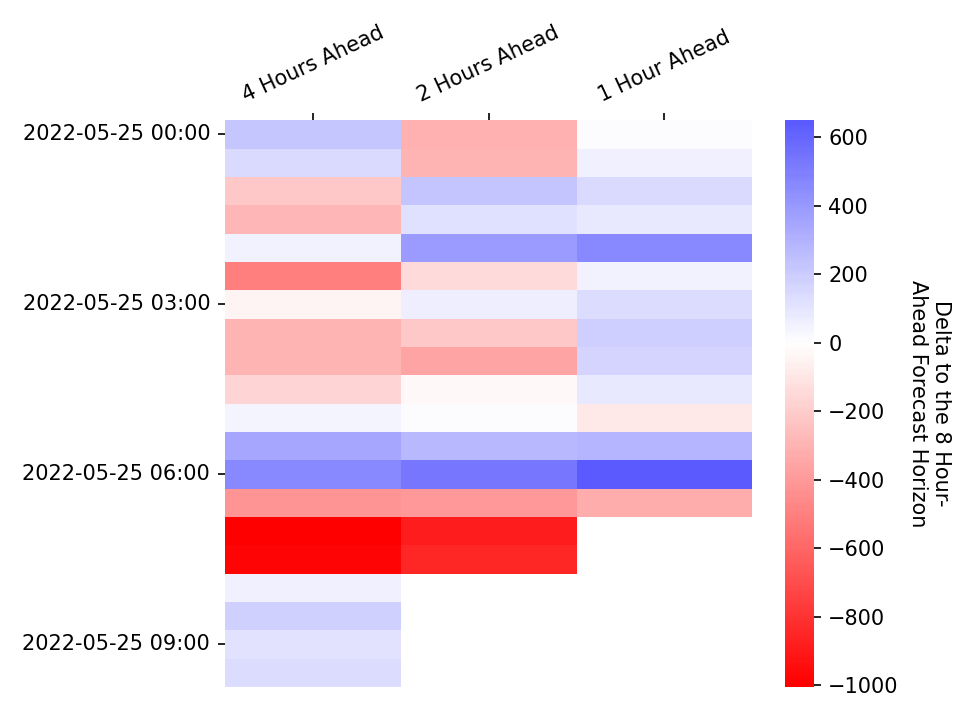 4 Hours Ahead
2 Hours Ahead
1 Hour Ahead
2022-05-25 00:00
2022-05-25 03:00
2022-05-25 06:00
2022-05-25 09:00
600
400
200
0
−200
−400
−600
−800
−1000
Delta to the 8 Hour-
Ahead Forecast Horizon